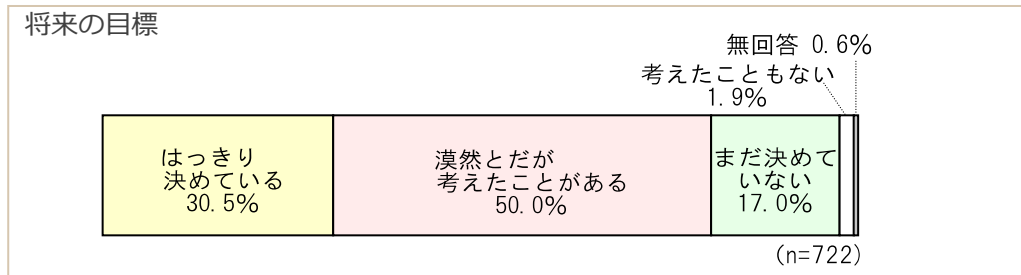 将来の目標
無回答 0.6%
考えたこともない
1.9%
はっきり
決めている
30.5%
漠然とだが
考えたことがある
50.0%
まだ決めて
いない
17.0%
(n=722)